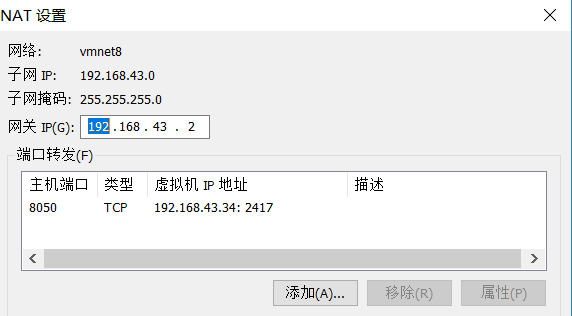 NAT 设置
网络: vmnet8
子网 IP: 192.168.43.0
子网掩码: 255.255.255.0
网关 IP(G): 192 . 168 . 43 . 2
端口转发(F)
主机端口 类型 虚拟机 IP 地址 描述
8050 TCP 192.168.43.34: 2417
添加(A)... 移除(R) 属性(P)